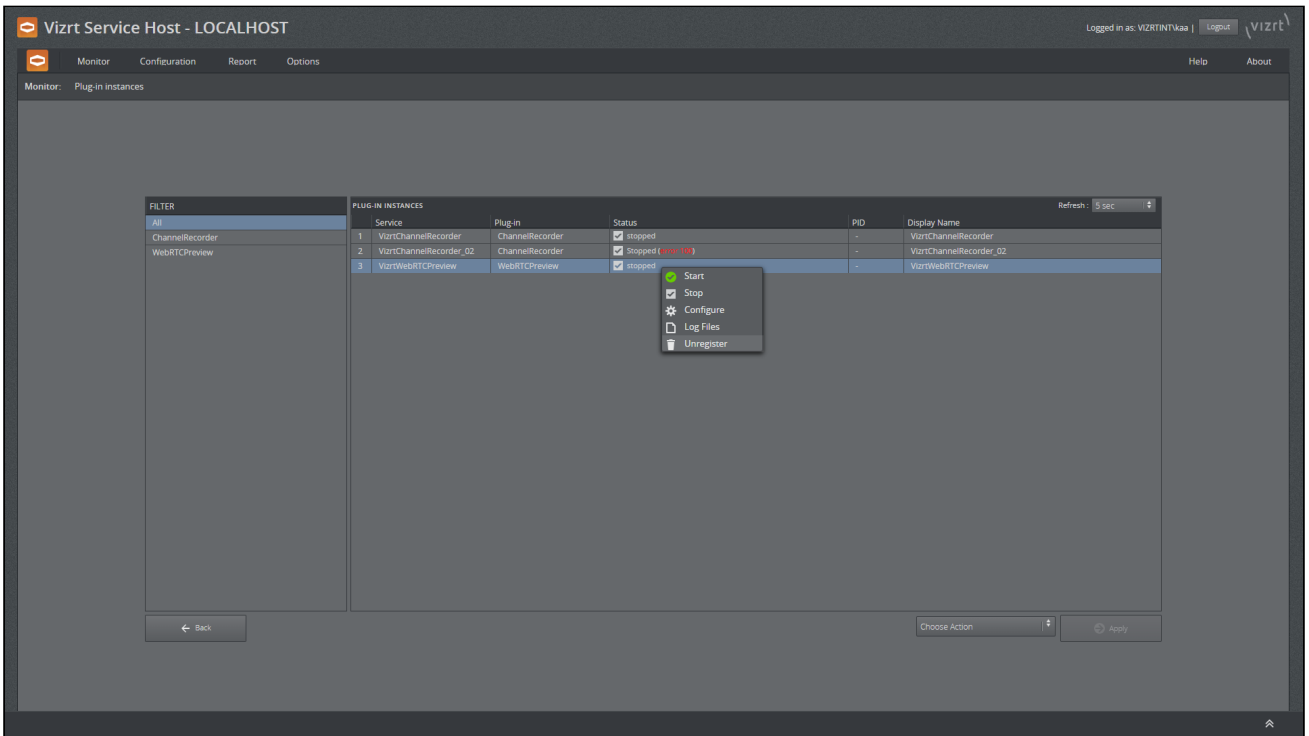 Vizrt Service Host - LOCALHOST
Logged in as: VIZRTINT\kaa | Logout vizrt
Monitor Configuration Report Options Help About
Monitor: Plug-in instances
FILTER
All
ChannelRecorder
WebRTCPreview
PLUG-IN INSTANCES Refresh : 5 sec
Service Plug-in Status PID Display Name
1 VizrtChannelRecorder ChannelRecorder stopped - VizrtChannelRecorder
2 VizrtChannelRecorder_02 ChannelRecorder Stopped ( ) - VizrtChannelRecorder_02
3 VizrtWebRTCPreview WebRTCPreview stopped - VizrtWebRTCPreview
Start
Stop
Configure
Log Files
Unregister
Back
Choose Action
Apply